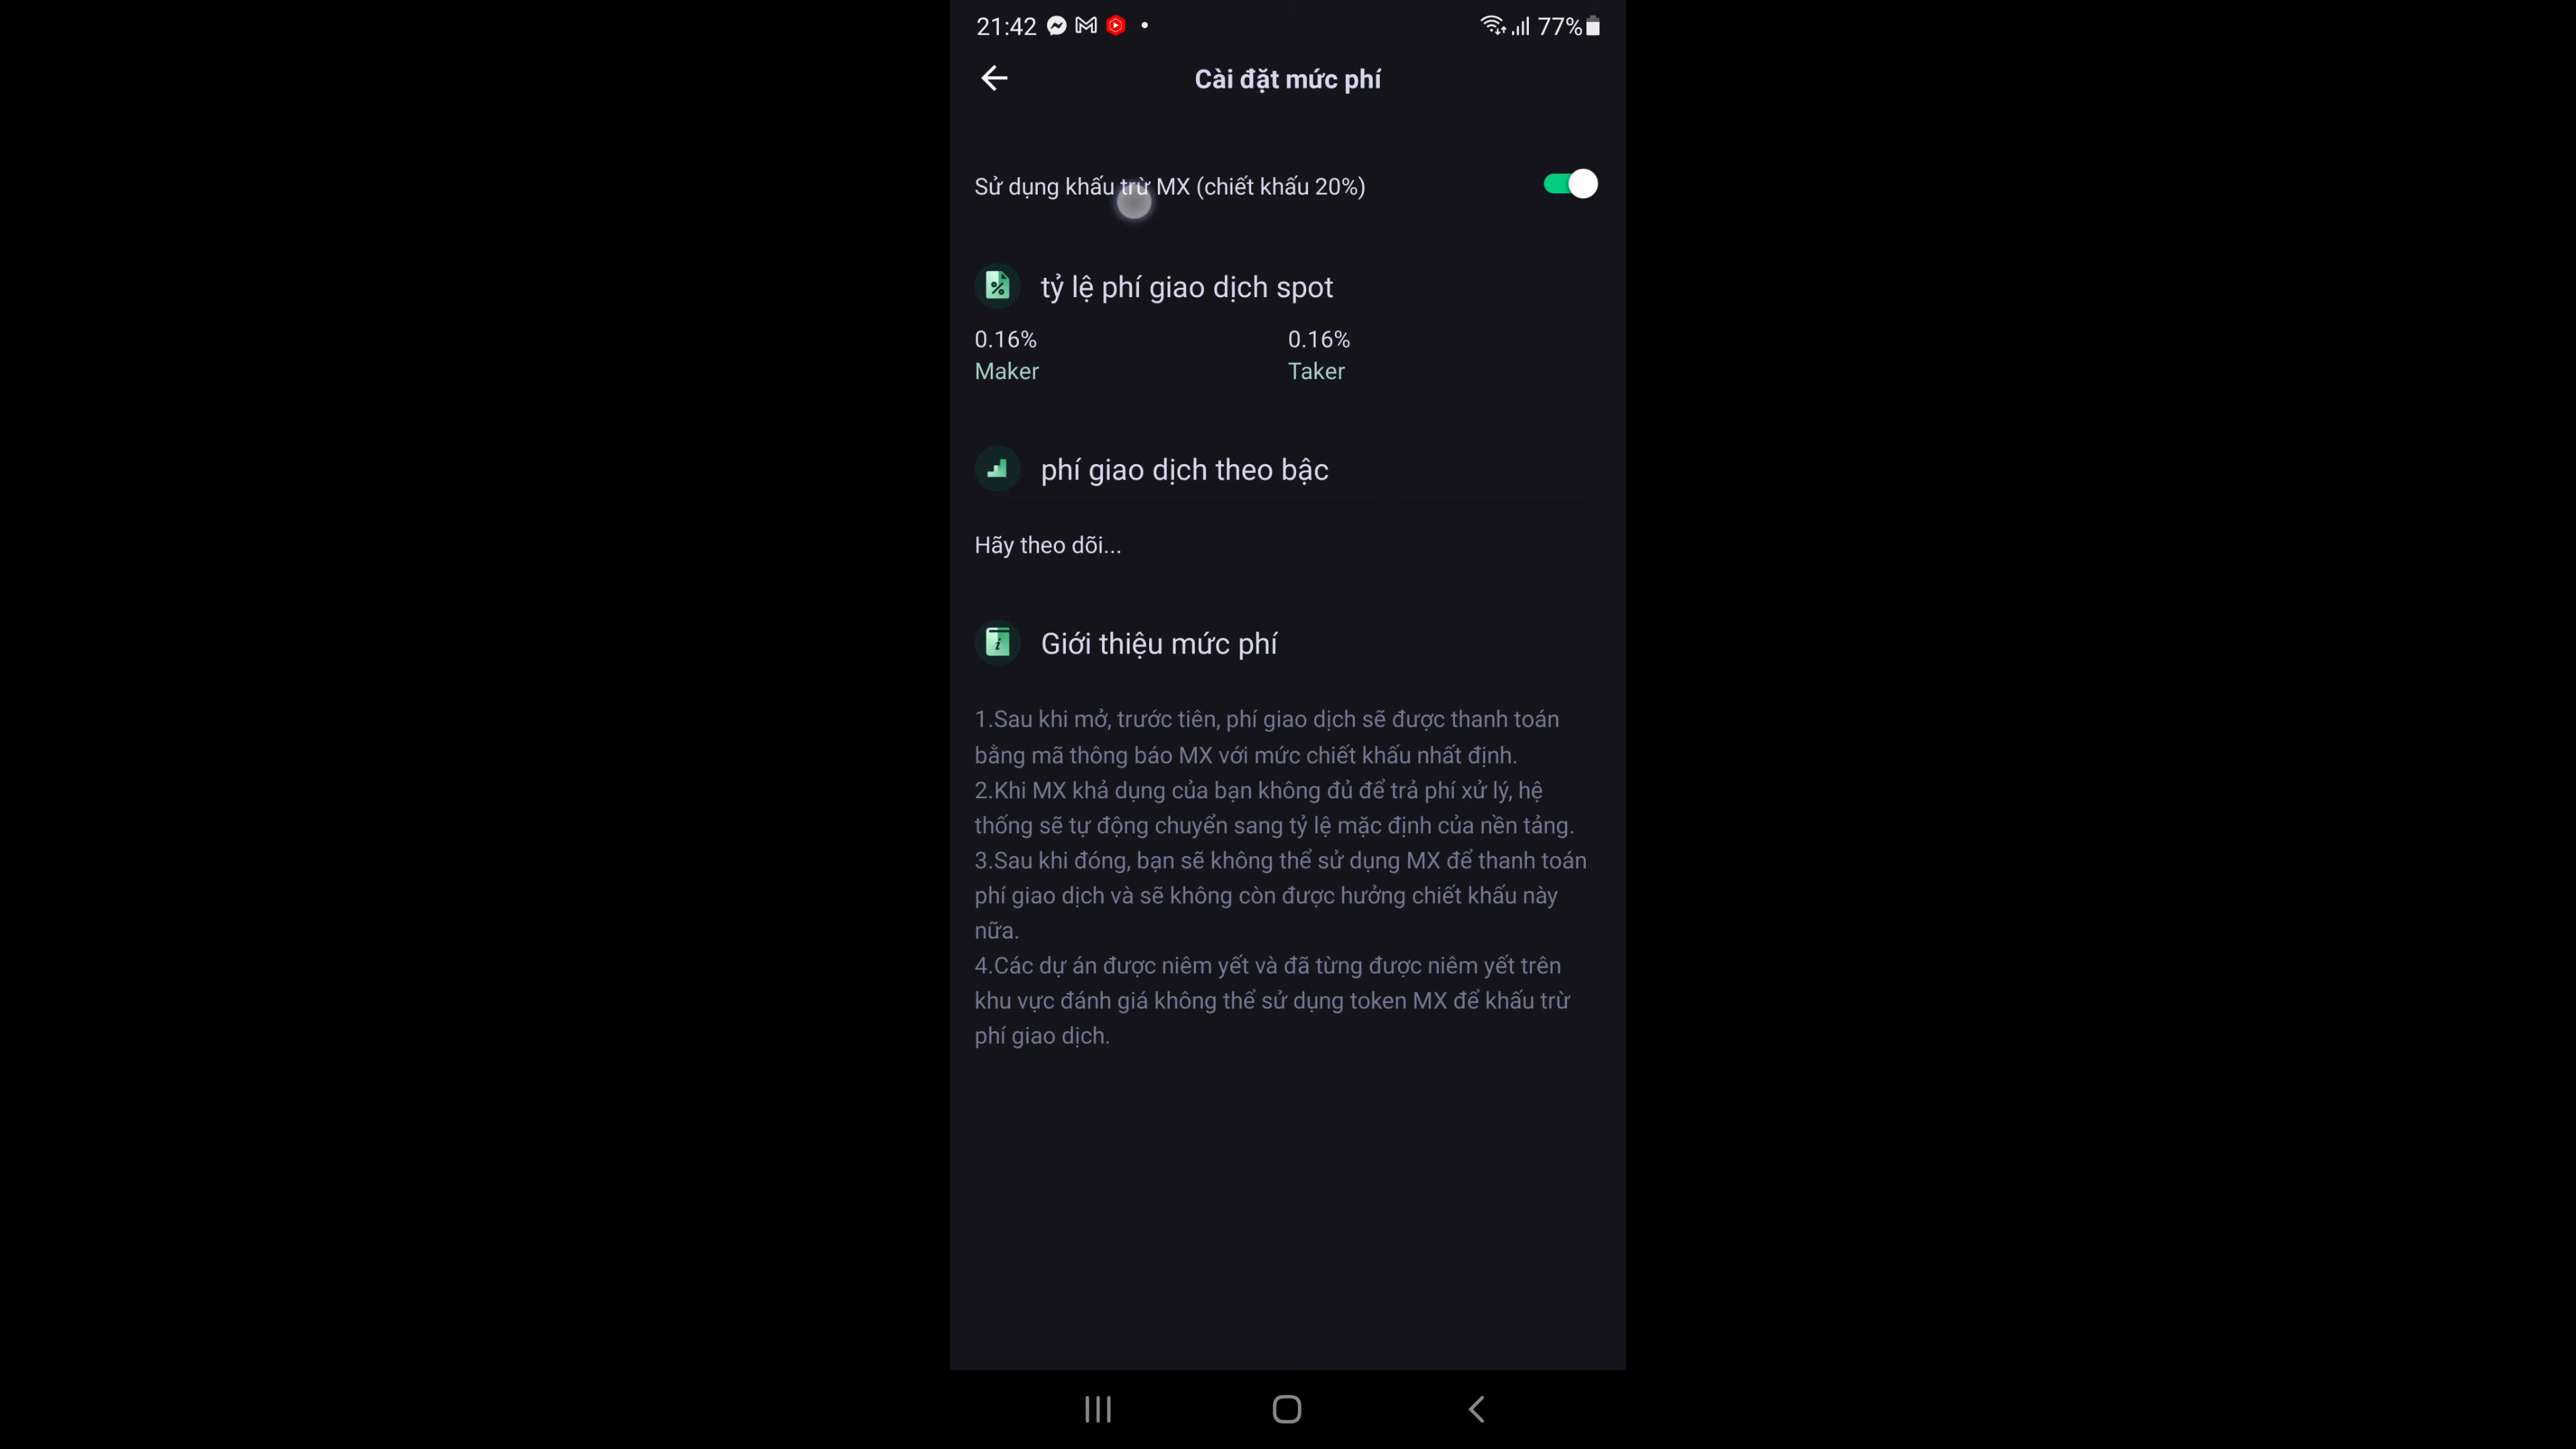 21:42
77%
Cài đặt mức phí
Sử dụng khấu trừ MX (chiết khấu 20%)
tỷ lệ phí giao dịch spot
0.16% 0.16%
Maker Taker
phí giao dịch theo bậc
Hãy theo dõi...
Giới thiệu mức phí
1.Sau khi mở, trước tiên, phí giao dịch sẽ được thanh toán
bằng mã thông báo MX với mức chiết khấu nhất định.
2.Khi MX khả dụng của bạn không đủ để trả phí xử lý, hệ
thống sẽ tự động chuyển sang tỷ lệ mặc định của nền tảng.
3.Sau khi đóng, bạn sẽ không thể sử dụng MX để thanh toán
phí giao dịch và sẽ không còn được hưởng chiết khấu này
nữa.
4.Các dự án được niêm yết và đã từng được niêm yết trên
khu vực đánh giá không thể sử dụng token MX để khấu trừ
phí giao dịch.